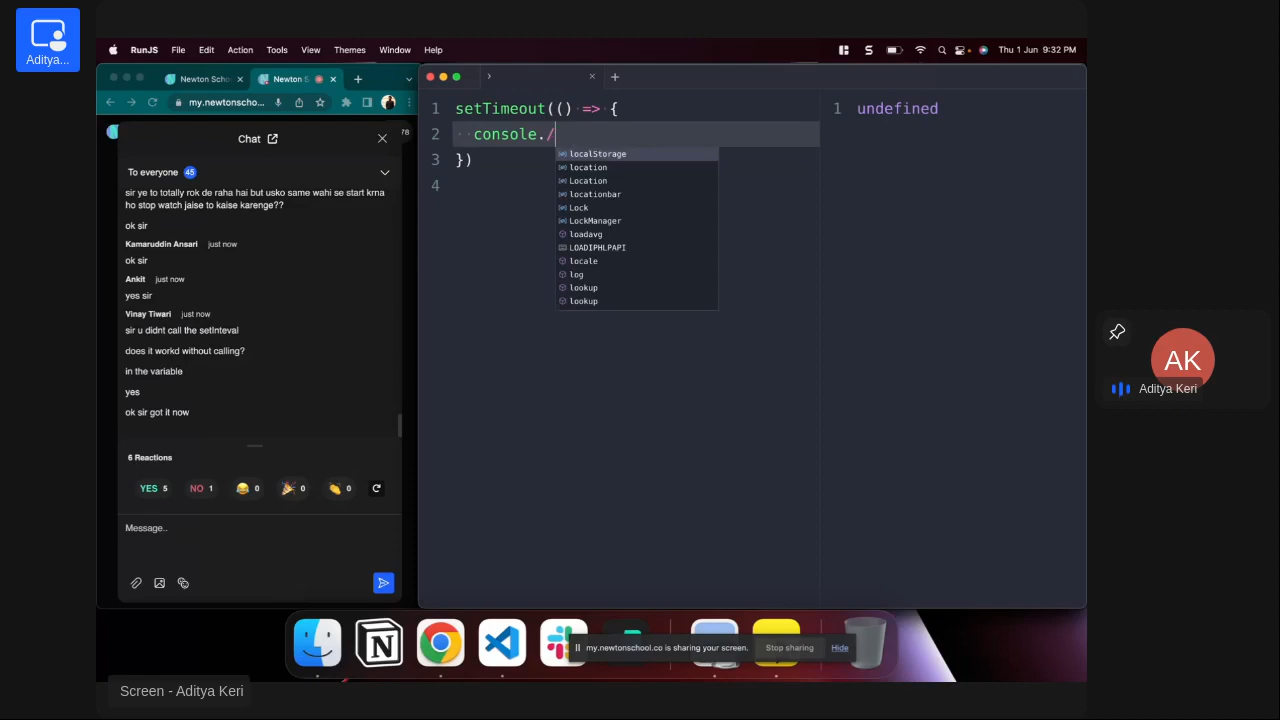 Aditya...
RunJS File Edit Action Tools View Themes Window Help
S Thu 1 Jun 9:32 PM
Newton Scho
Newton S
my.newtonschoo...
78
Chat
To everyone 45
sir ye to totally rok de raha hai but usko same wahi se start krna
ho stop watch jaise to kaise karenge??
ok sir
Kamaruddin Ansari just now
ok sir
Ankit just now
yes sir
Vinay Tiwari just now
sir u didnt call the setInteval
does it workd without calling?
in the variable
yes
ok sir got it now
6 Reactions
YES 5 NO 1 0 0 0
Message..
1 setTimeout(() => {
2 console./
3 })
4
localStorage
location
Location
locationbar
Lock
LockManager
loadavg
LOADIPHLPAPI
locale
log
lookup
lookup
1 undefined
my.newtonschool.co is sharing your screen. Stop sharing Hide
Screen - Aditya Keri
AK
Aditya Keri